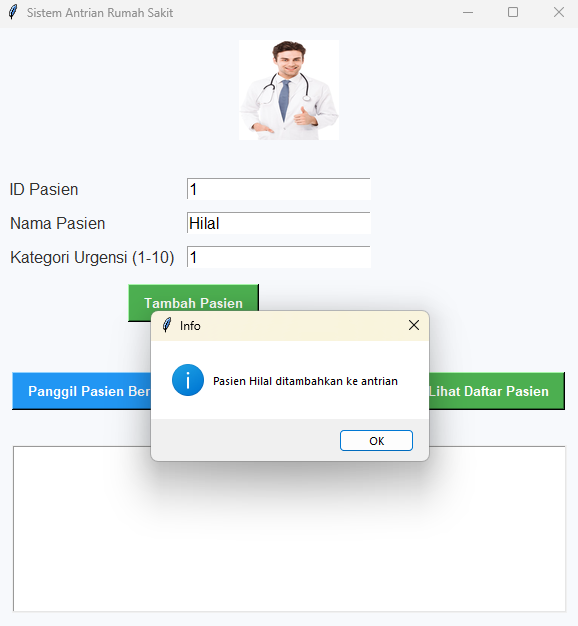 Sistem Antrian Rumah Sakit
ID Pasien 1
Nama Pasien Hilal
Kategori Urgensi (1-10) 1
Tambah Pasien
Info
Pasien Hilal ditambahkan ke antrian
OK
Panggil Pasien Ber
Lihat Daftar Pasien